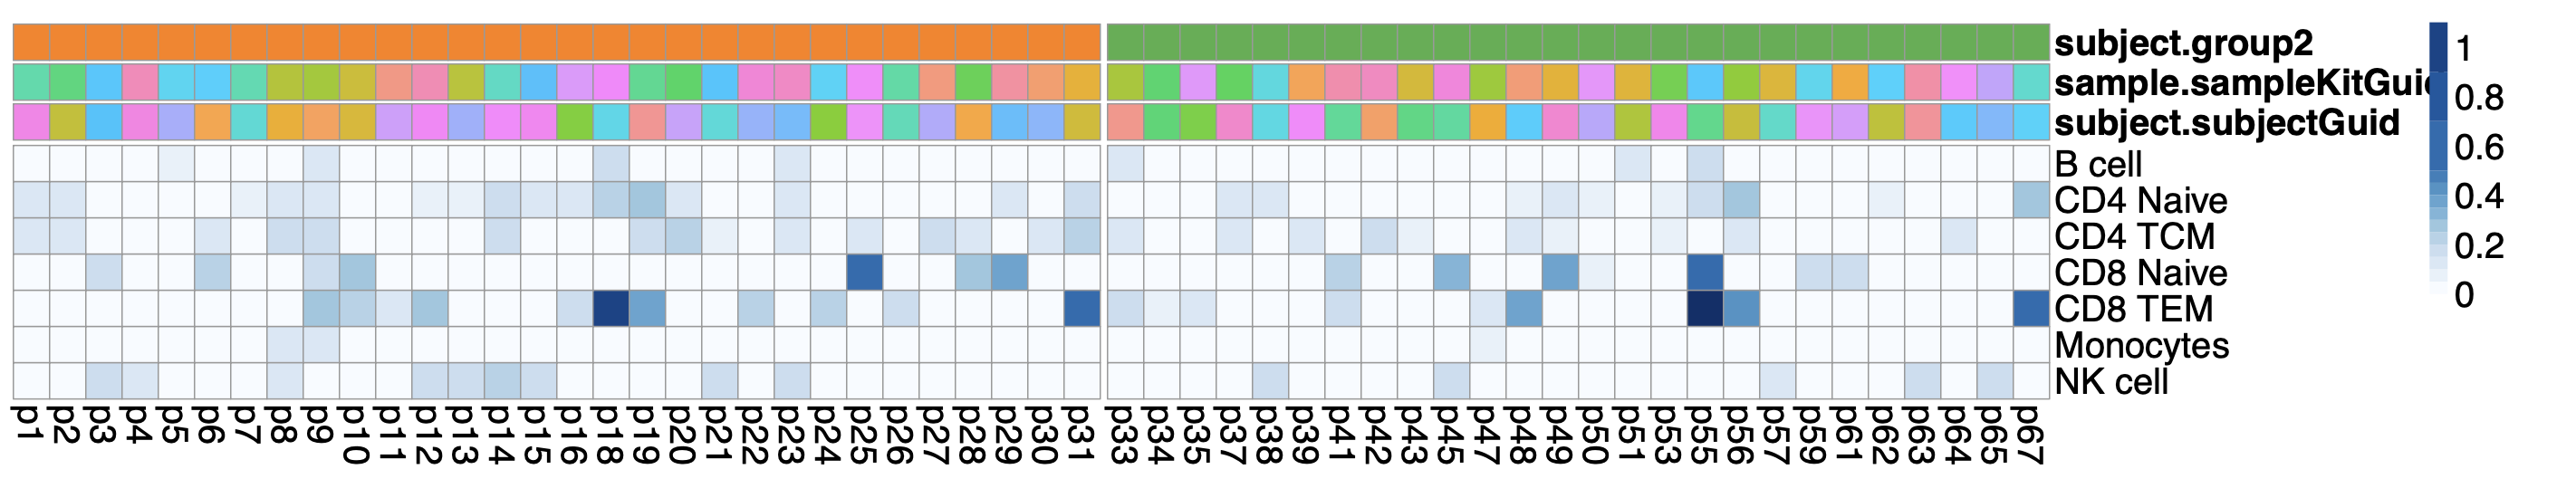 subject.group2
sample.sampleKitGuid
subject.subjectGuid
B cell
CD4 Naive
CD4 TCM
CD8 Naive
CD8 TEM
Monocytes
NK cell
1
0.8
0.6
0.4
0.2
0
p1 p2 p3 p4 p5 p6 p7 p8 p9 p10 p11 p12 p13 p14 p15 p16 p18 p19 p20 p21 p22 p23 p24 p25 p26 p27 p28 p29 p30 p31 p33 p34 p35 p37 p38 p39 p41 p42 p43 p45 p47 p48 p49 p50 p51 p53 p55 p56 p57 p59 p61 p62 p63 p64 p65 p67